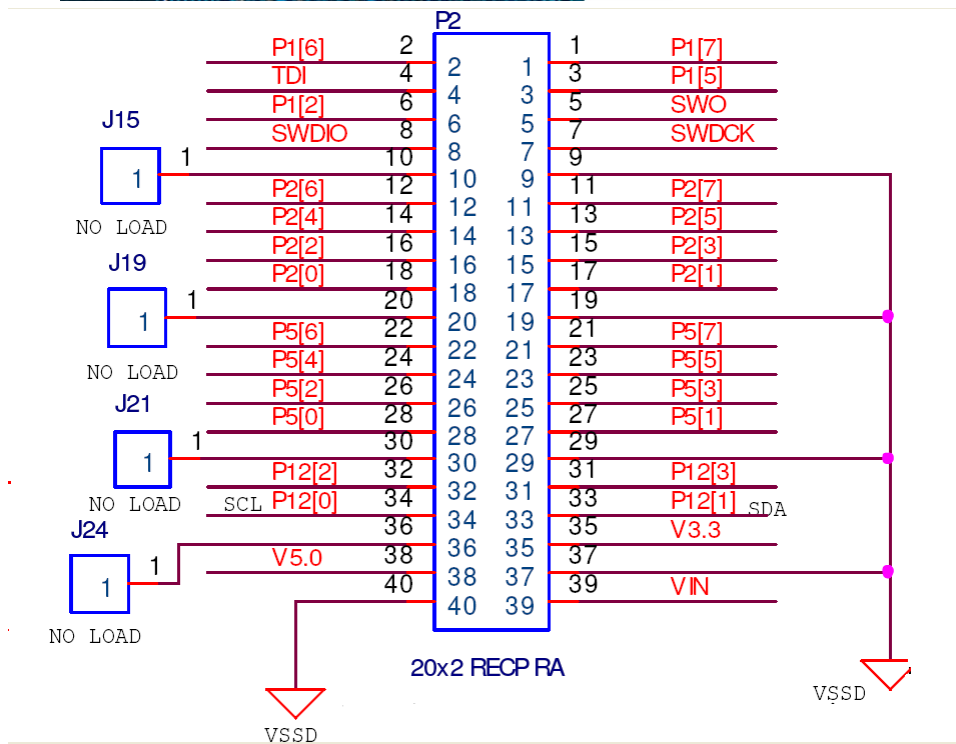 P2
P1[6] 2 1 P1[7]
2 1
TDI 4 3 P1[5]
4 3
P1[2] 6 5 SWO
6 5
J15
SWDIO 8 7 SWDCK
8 7
1 10 9
1 10 9
P2[6] 12 11 P2[7]
12 11
NO LOAD
P2[4] 14 13 P2[5]
14 13
P2[2] 16 15 P2[3]
16 15
J19
P2[0] 18 17 P2[1]
18 17
1 20 19
1 20 19
P5[6] 22 21 P5[7]
22 21
P5[4] 24 23 P5[5]
NO LOAD
24 23
P5[2] 26 25 P5[3]
26 25
J21
P5[0] 28 27 P5[1]
28 27
1 30 29
1 30 29
P12[2] 32 31 P12[3]
32 31
NO LOAD
SCL P12[0] 34 33 P12[1] SDA
34 33
J24
36 35 V3.3
36 35
1 V5.0 38 37
38 37
1 40 39 VIN
40 39
NO LOAD
20x2 RECP RA
VSSD
VSSD